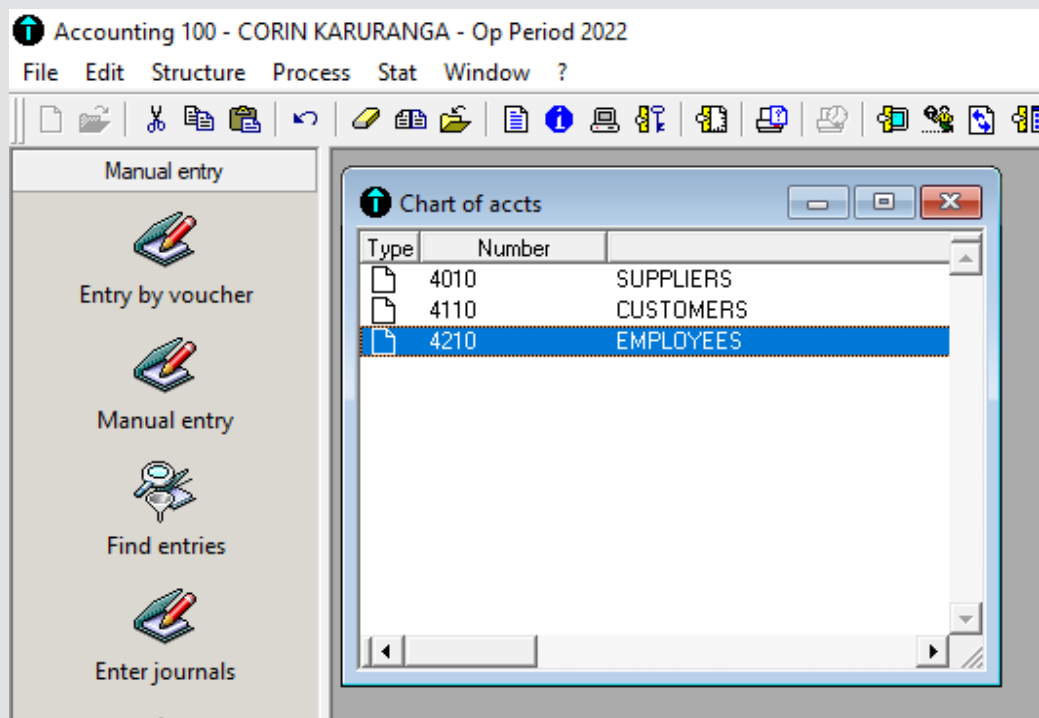 Accounting 100 - CORIN KARURANGA - Op Period 2022
File Edit Structure Process Stat Window ?
Manual entry
Entry by voucher
Manual entry
Find entries
Enter journals
Chart of accts
Type Number
4010 SUPPLIERS
4110 CUSTOMERS
4210 EMPLOYEES